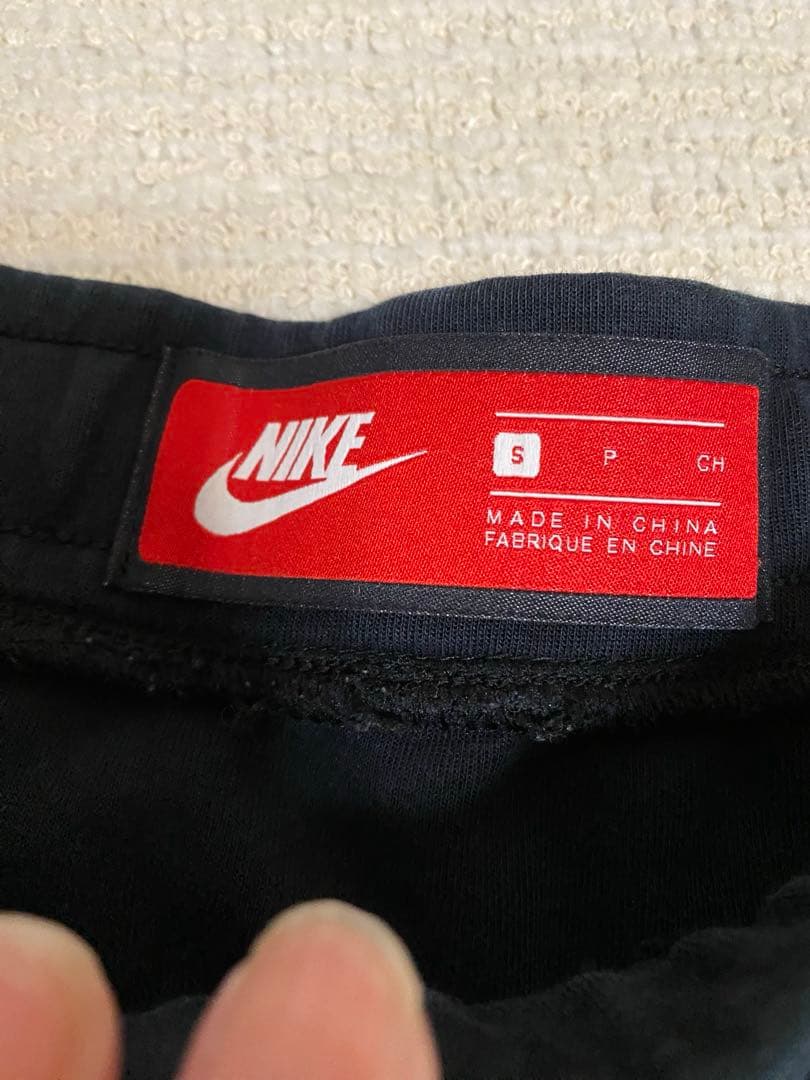 NIKE
S P CH
MADE IN CHINA
FABRIQUE EN CHINE